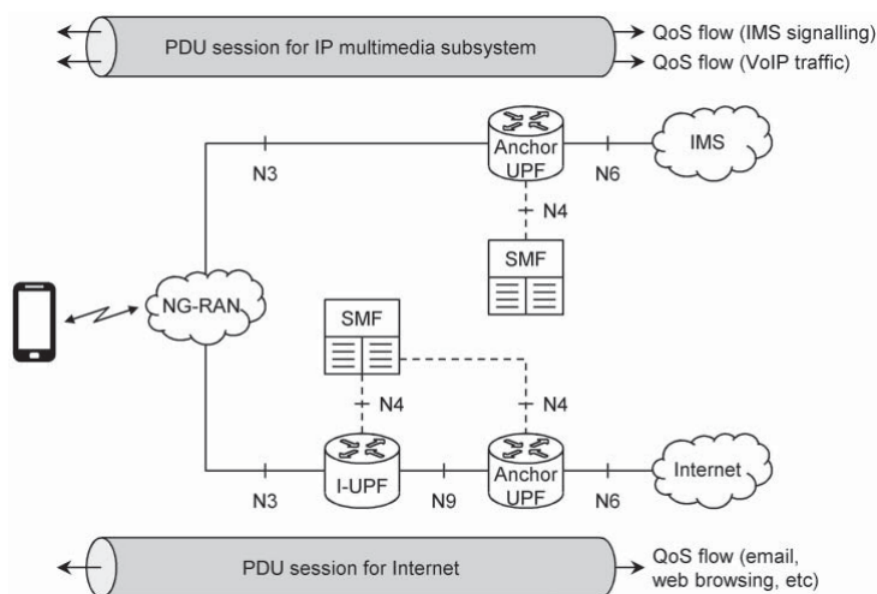 PDU session for IP multimedia subsystem
QoS flow (IMS signalling)
QoS flow (VoIP traffic)
N3
Anchor
UPF
N6
IMS
N4
SMF
NG-RAN
SMF
N4
N4
N3
I-UPF
N9
Anchor
UPF
N6
Internet
PDU session for Internet
QoS flow (email,
web browsing, etc)